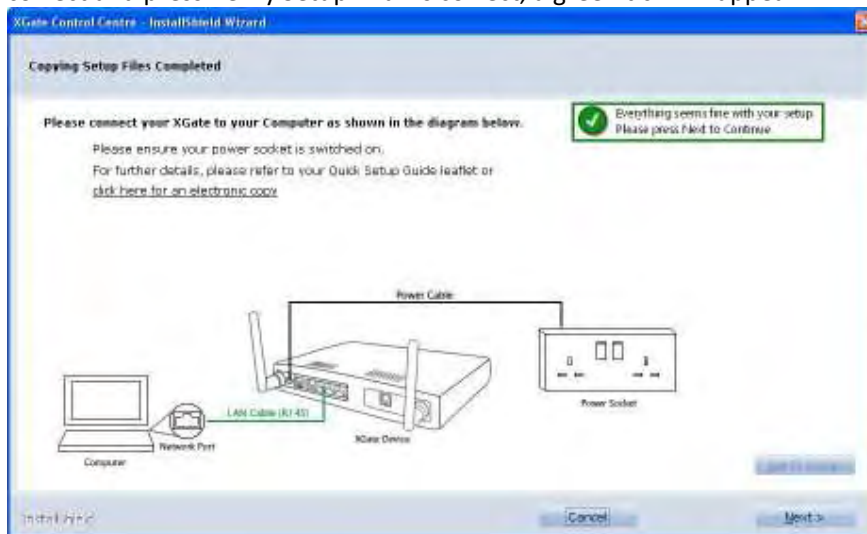 XGate Control Centre - InstallShield Wizard
Copying Setup Files Completed
Please connect your XGate to your Computer as shown in the diagram below.
Everything seems fine with your setup
Please press Next to Continue
Please ensure your power socket is switched on.
For further details, please refer to your Quick Setup Guide leaflet or
click here for an electronic copy
Power Cable
LAN Cable (RJ 45)
Power Socket
XGate Device
Network Port
Computer
InstallShield
Cancel
Next >